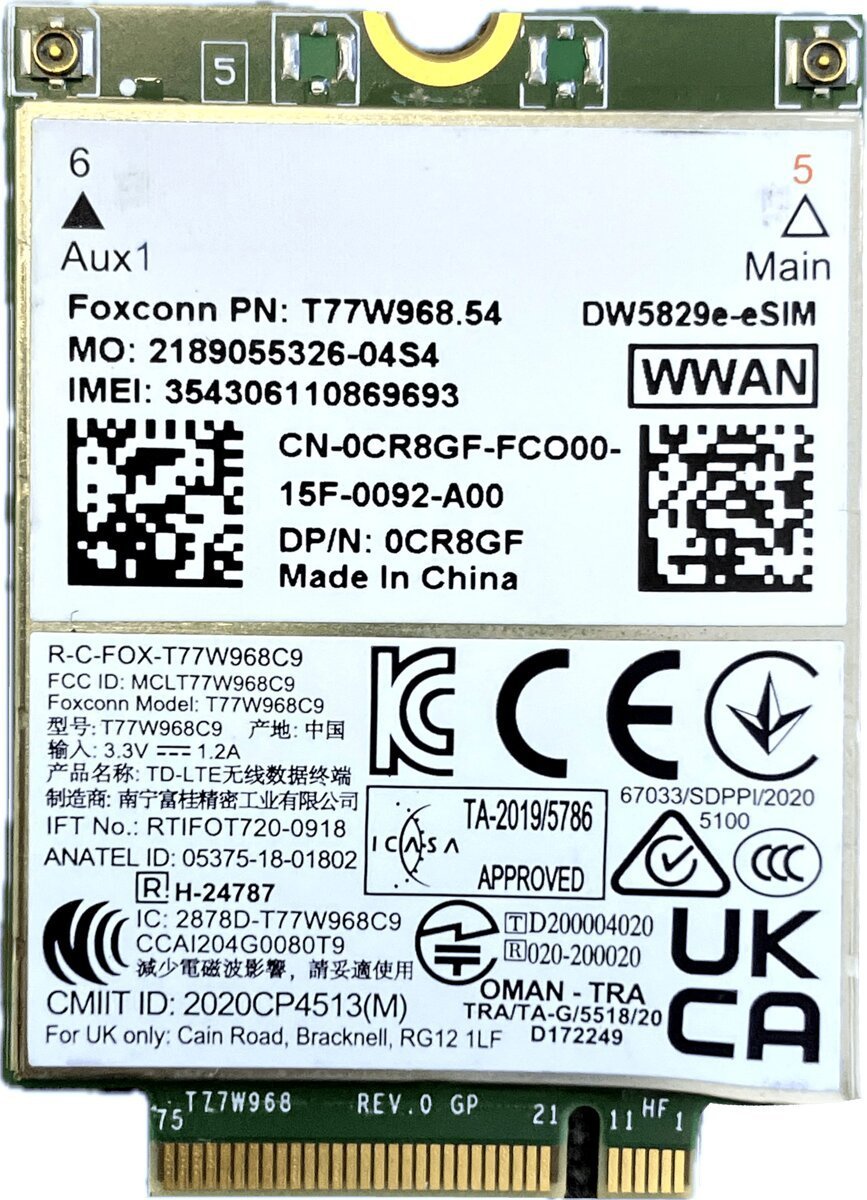 5
6
5
Aux1
Main
Foxconn PN: T77W968.54
DW5829e-eSIM
MO: 2189055326-04S4
WWAN
IMEI: 354306110869693
CN-0CR8GF-FCO00-
15F-0092-A00
DP/N: 0CR8GF
Made In China
R-C-FOX-T77W968C9
FCC ID: MCLT77W968C9
Foxconn Model: T77W968C9
型号: T77W968C9 产地: 中国
输入: 3.3V 1.2A
产品名称: TD-LTE无线数据终端
制造商: 南宁富桂精密工业有限公司
IFT No.: RTIFOT720-0918
ANATEL ID: 05375-18-01802
R H-24787
IC: 2878D-T77W968C9
CCAI204G0080T9
減少電磁波影響，請妥適使用
CMIIT ID: 2020CP4513(M)
For UK only: Cain Road, Bracknell, RG12 1LF
KC
CE
67033/SDPPI/2020
5100
ICASA
TA-2019/5786
APPROVED
CCC
T D200004020
R 020-200020
OMAN - TRA
TRA/TA-G/5518/20
D172249
UK
CA
TZ7W968 REV.0 GP
75
21
11
HF
1